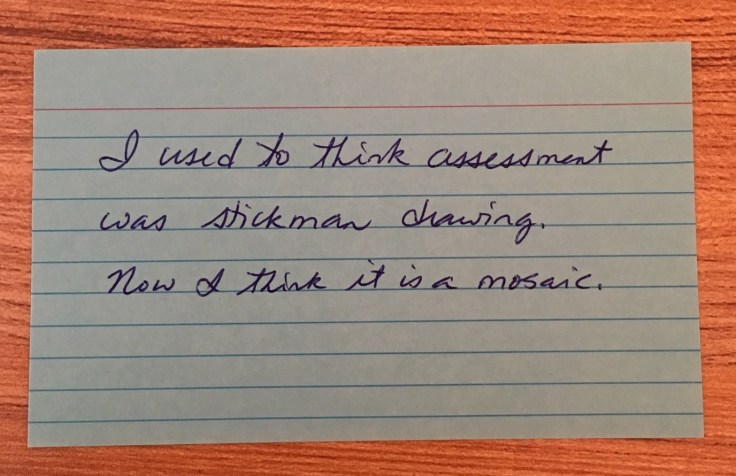 I used to think assessment
was stickman drawing.
Now I think it is a mosaic.